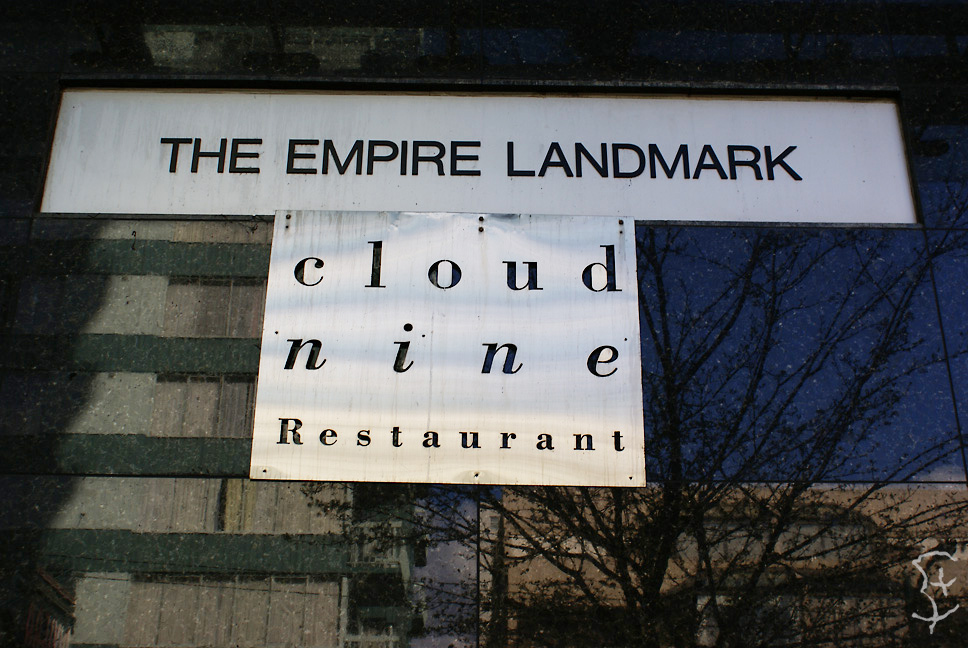 THE EMPIRE LANDMARK
cloud
nine
Restaurant